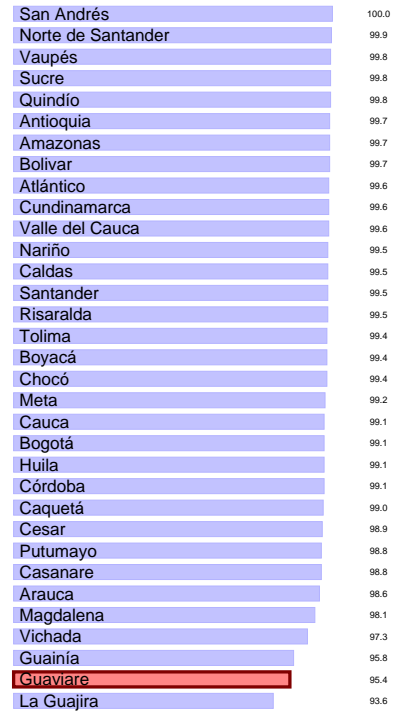 San Andrés 100.0
Norte de Santander 99.9
Vaupés 99.8
Sucre 99.8
Quindío 99.8
Antioquia 99.7
Amazonas 99.7
Bolivar 99.7
Atlántico 99.6
Cundinamarca 99.6
Valle del Cauca 99.6
Nariño 99.5
Caldas 99.5
Santander 99.5
Risaralda 99.5
Tolima 99.4
Boyacá 99.4
Chocó 99.4
Meta 99.2
Cauca 99.1
Bogotá 99.1
Huila 99.1
Córdoba 99.1
Caquetá 99.0
Cesar 98.9
Putumayo 98.8
Casanare 98.8
Arauca 98.6
Magdalena 98.1
Vichada 97.3
Guainía 95.8
Guaviare 95.4
La Guajira 93.6